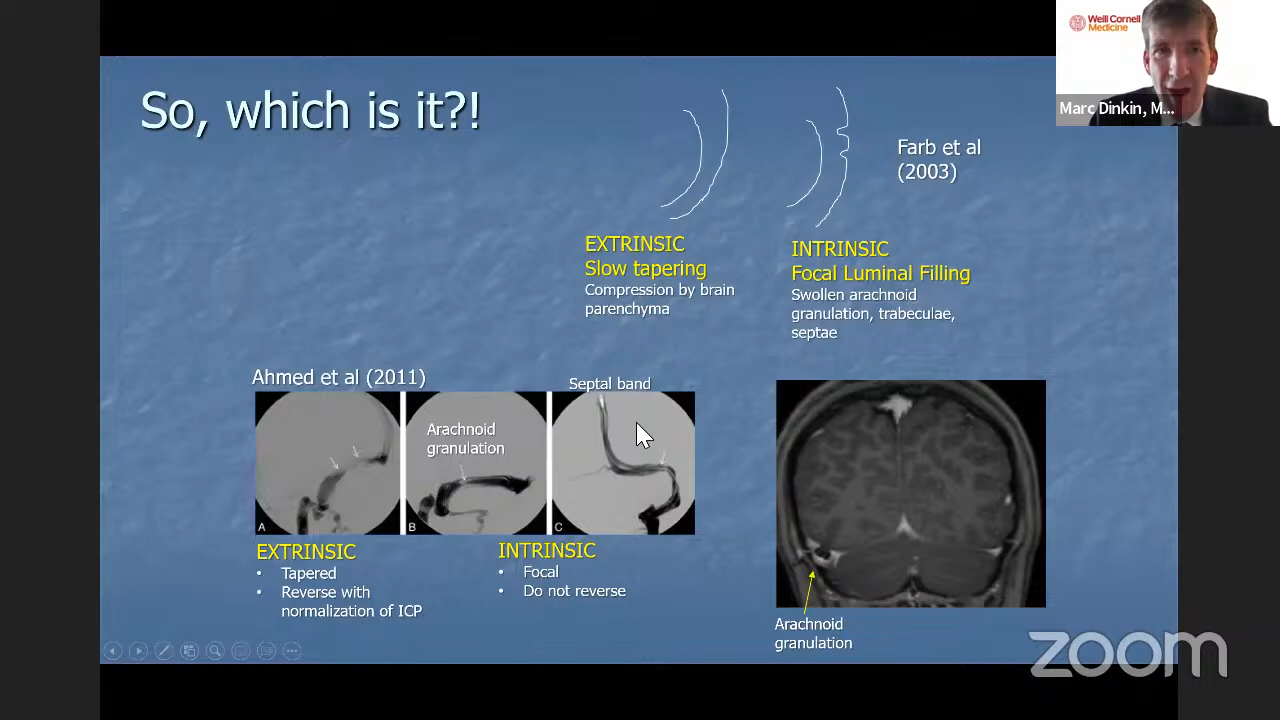 Weill Cornell
Medicine
Marc Dinkin, M...
So, which is it?!
Farb et al
(2003)
EXTRINSIC
Slow tapering
Compression by brain
parenchyma
INTRINSIC
Focal Luminal Filling
Swollen arachnoid
granulation, trabeculae,
septae
Ahmed et al (2011)
Septal band
Arachnoid
granulation
A
B
C
EXTRINSIC
• Tapered
• Reverse with
normalization of ICP
INTRINSIC
• Focal
• Do not reverse
Arachnoid
granulation
zoom